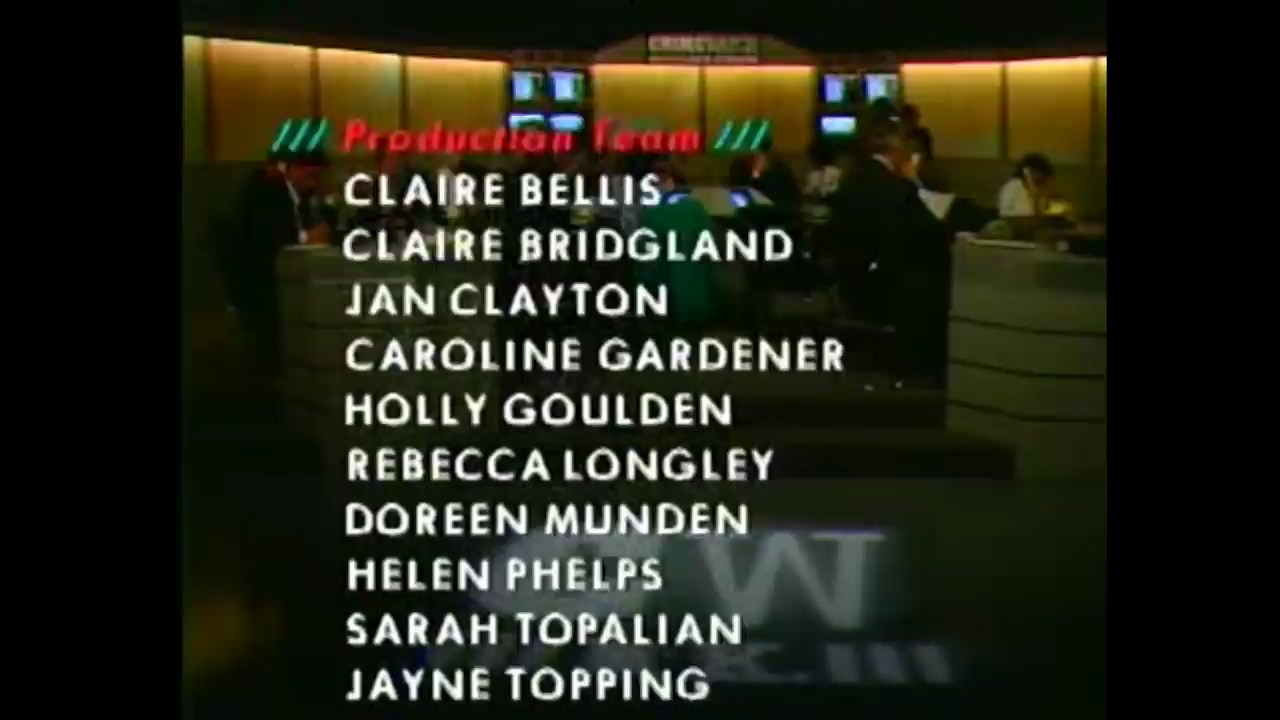 CRIMEWATCH
/// Production Team ///
CLAIRE BELLIS
CLAIRE BRIDGLAND
JAN CLAYTON
CAROLINE GARDENER
HOLLY GOULDEN
REBECCA LONGLEY
DOREEN MUNDEN
HELEN PHELPS
SARAH TOPALIAN
JAYNE TOPPING